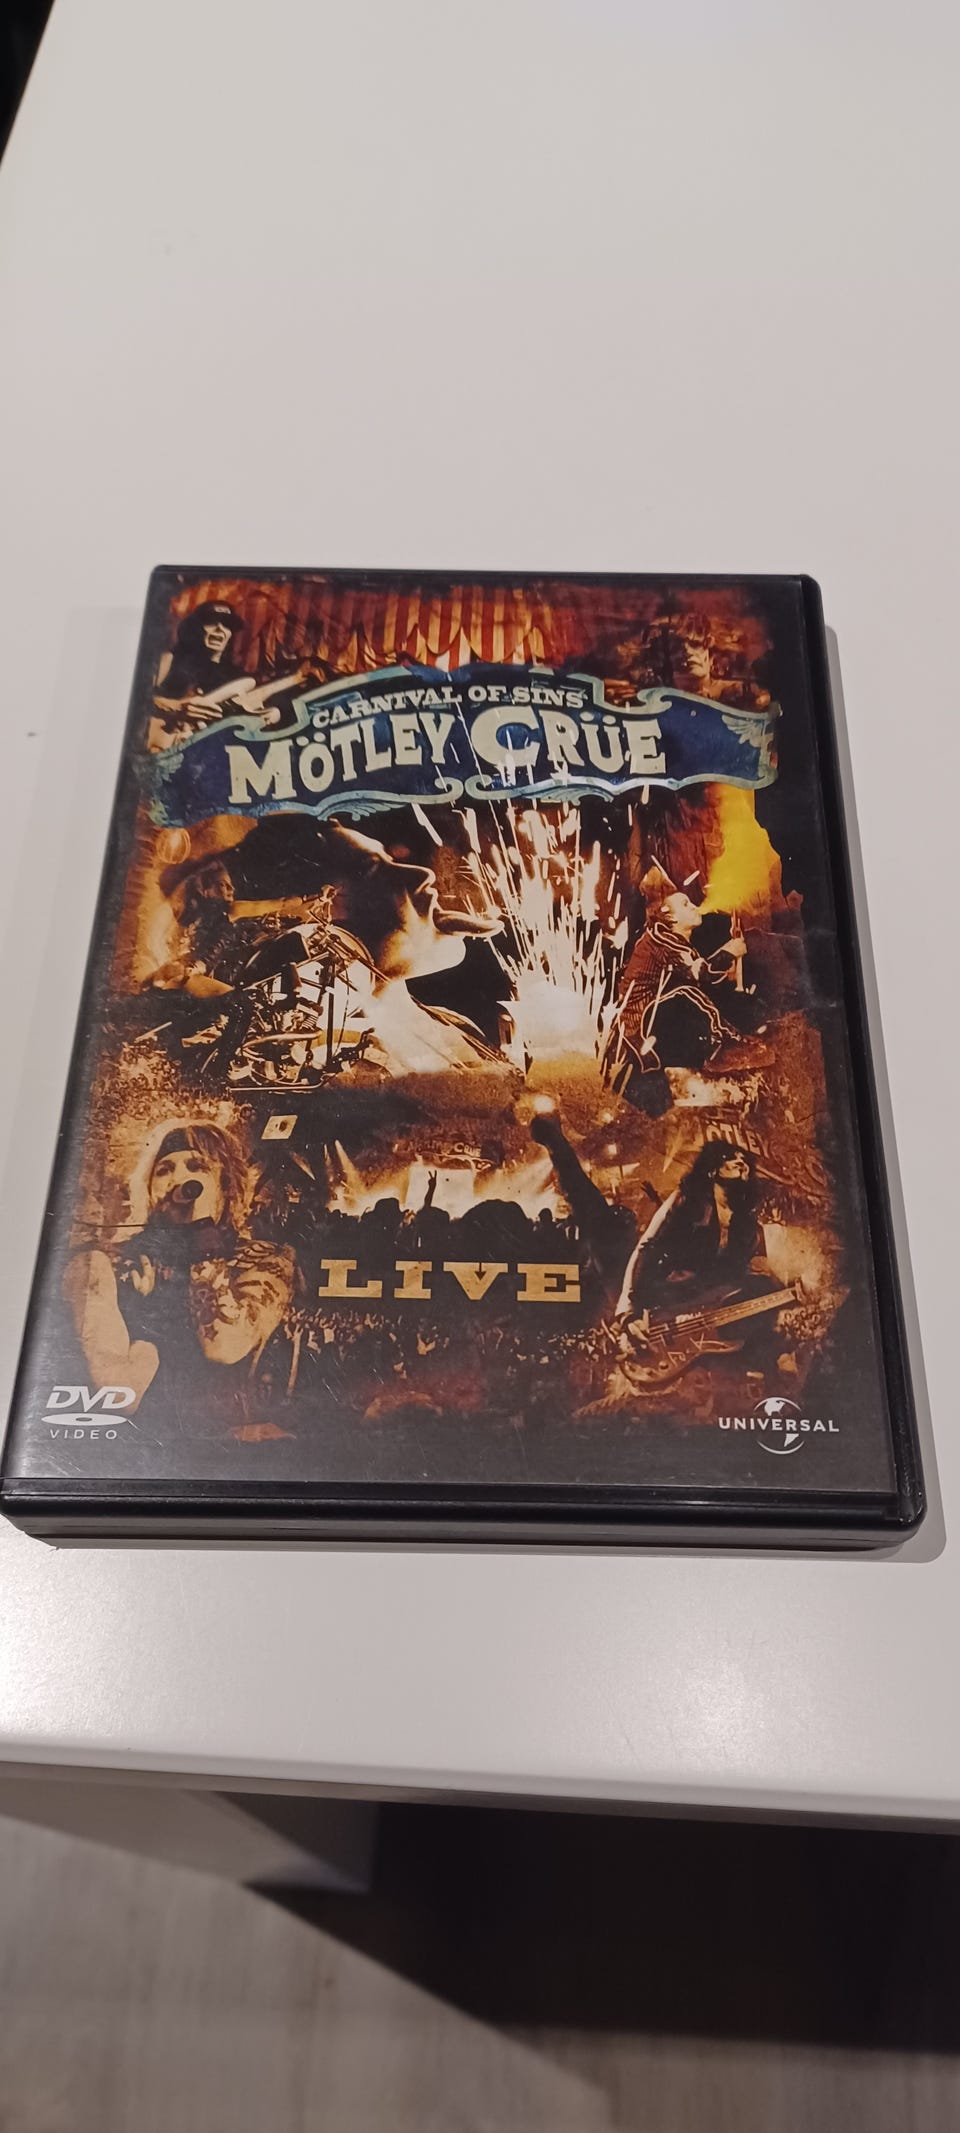 CARNIVAL OF SINS
MÖTLEY CRÜE
LIVE
DVD
VIDEO
UNIVERSAL